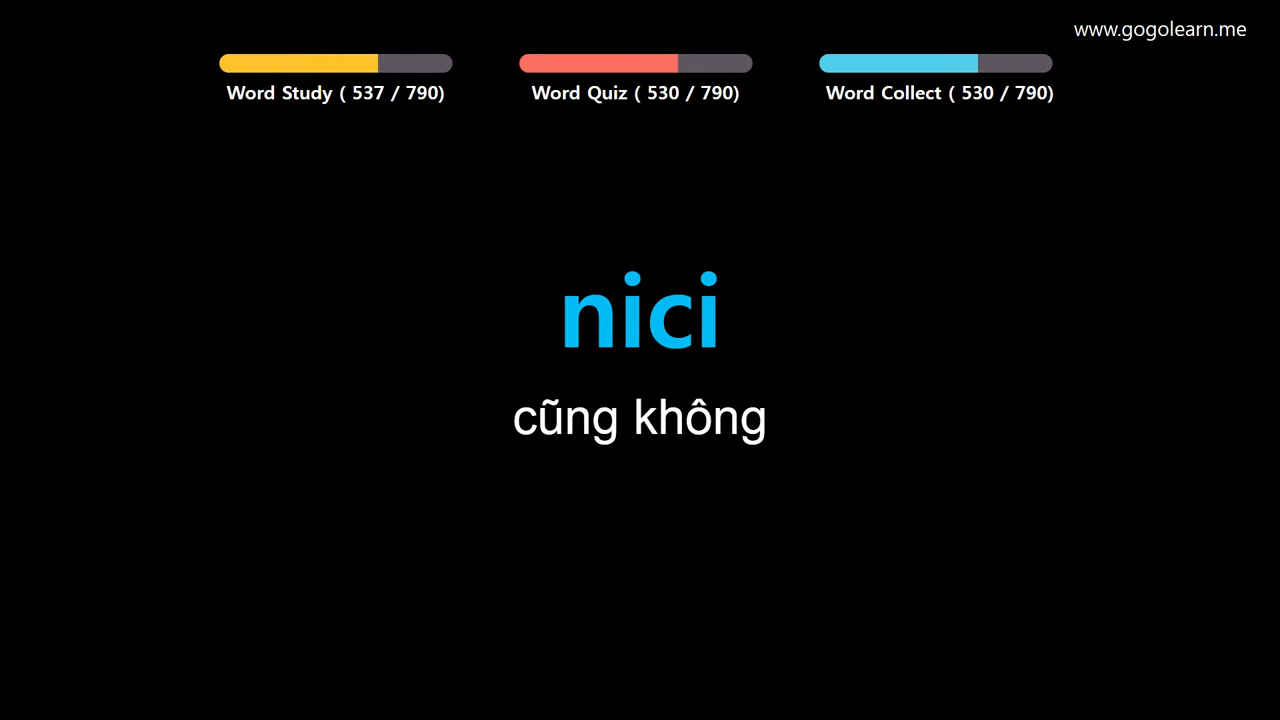 www.gogolearn.me
Word Study ( 537 / 790)
Word Quiz ( 530 / 790)
Word Collect ( 530 / 790)
nici
cũng không